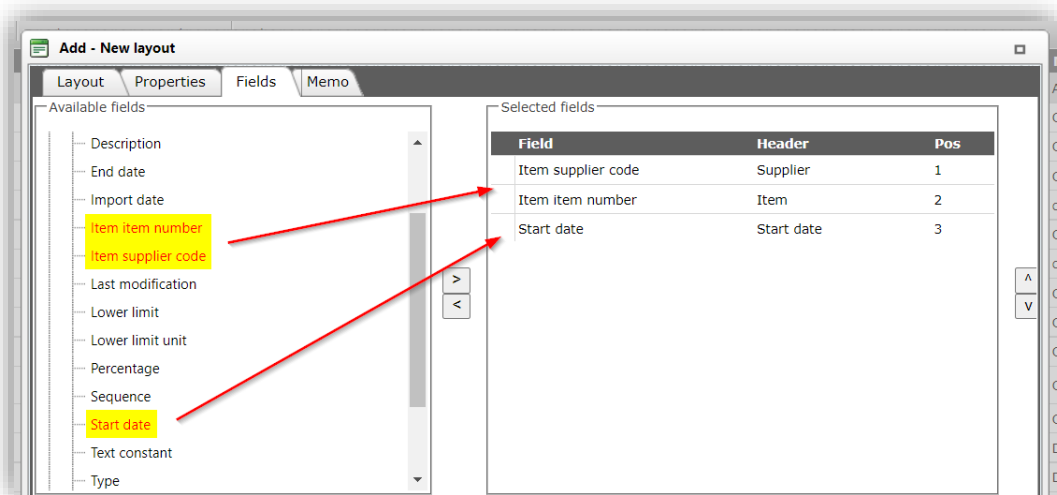 Add - New layout
Layout Properties Fields Memo
Available fields
Description
End date
Import date
Item item number
Item supplier code
Last modification
Lower limit
Lower limit unit
Percentage
Sequence
Start date
Text constant
Type
>
<
Selected fields
Field Header Pos
Item supplier code Supplier 1
Item item number Item 2
Start date Start date 3
^
v